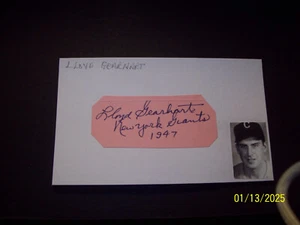 LLOYD GEARHART
Lloyd Gearhart
New York Giants
1947
C
01/13/2025